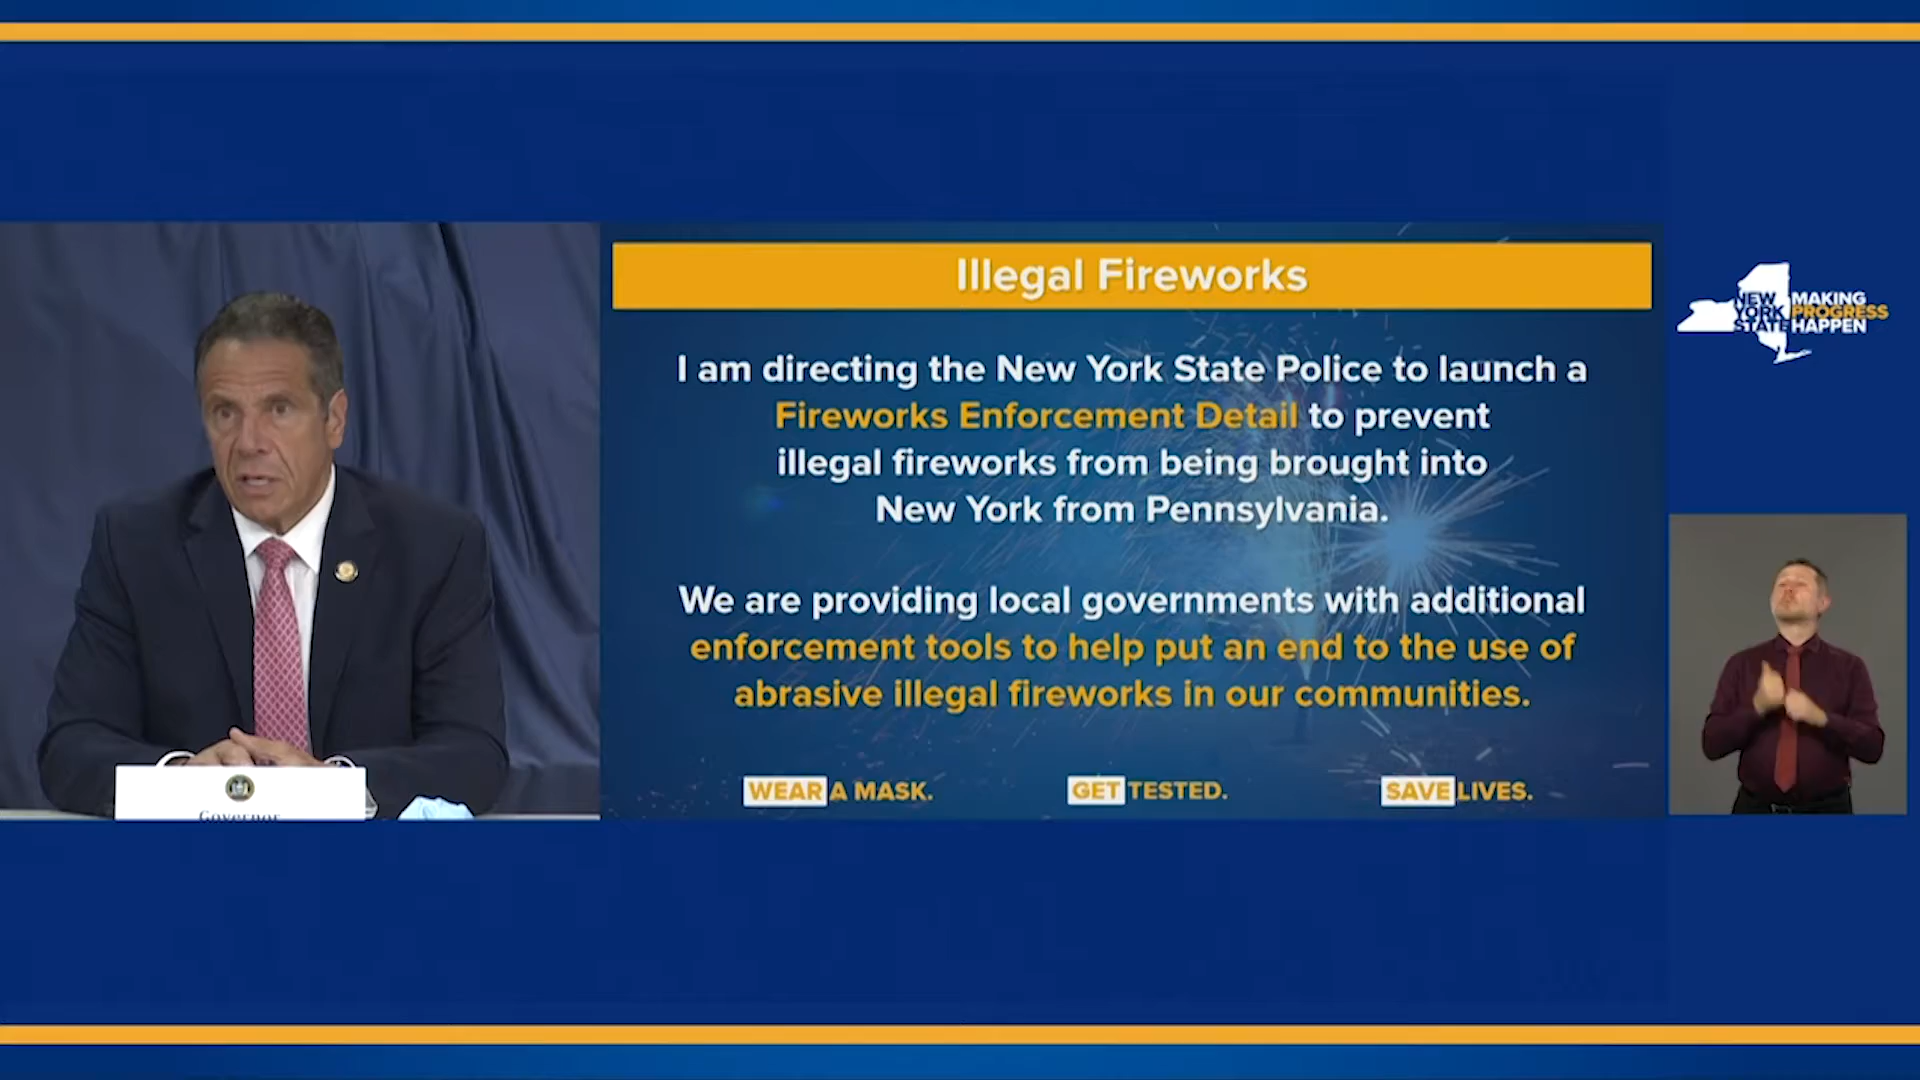 Illegal Fireworks
I am directing the New York State Police to launch a
Fireworks Enforcement Detail to prevent
illegal fireworks from being brought into
New York from Pennsylvania.
We are providing local governments with additional
enforcement tools to help put an end to the use of
abrasive illegal fireworks in our communities.
WEAR A MASK.
GET TESTED.
SAVE LIVES.
NEW
YORK
STATE
MAKING
PROGRESS
HAPPEN
Governor